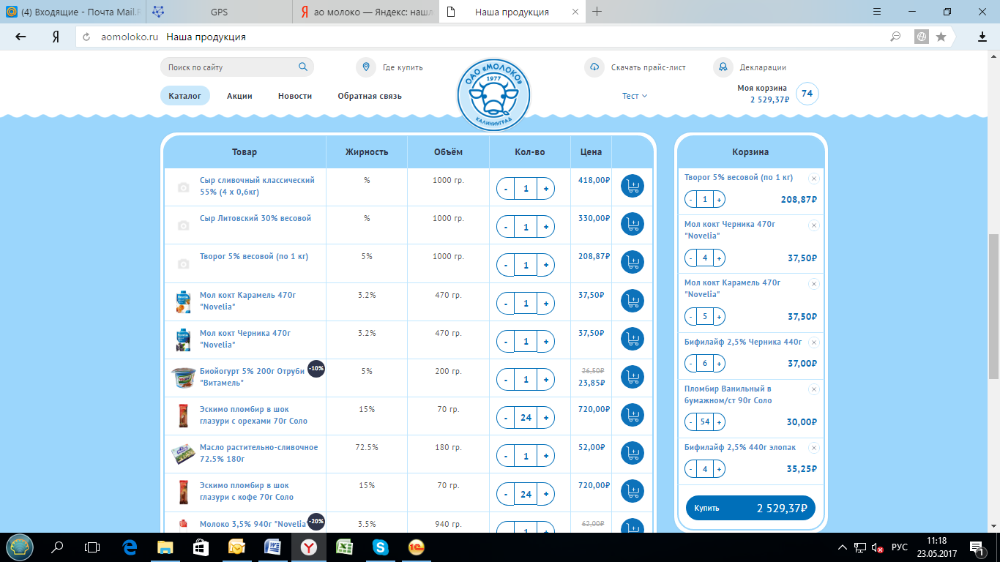 (4) Входящие - Почта Mail.R
GPS
ао молоко — Яндекс: нашл
Наша продукция
aomoloko.ru Наша продукция
Поиск по сайту
Где купить
ОАО «МОЛОКО»
1977
КАЛИНИНГРАД
Скачать прайс-лист
Декларации
Каталог
Акции
Новости
Обратная связь
Тест
Моя корзина
2 529,37₽
74
Товар Жирность Объём Кол-во Цена
Сыр сливочный классический
55% (4 x 0,6кг)
% 1000 гр. - 1 + 418,00₽
Сыр Литовский 30% весовой
% 1000 гр. - 1 + 330,00₽
Творог 5% весовой (по 1 кг)
5% 1000 гр. - 1 + 208,87₽
Мол кокт Карамель 470г
"Novelia"
3.2% 470 гр. - 1 + 37,50₽
Мол кокт Черника 470г
"Novelia"
3.2% 470 гр. - 1 + 37,50₽
Биойогурт 5% 200г Отруби
"Витамель"
-10%
5% 200 гр. - 1 + 26,50₽
23,85₽
Эскимо пломбир в шок
глазури с орехами 70г Соло
15% 70 гр. - 24 + 720,00₽
Масло растительно-сливочное
72.5% 180г
72.5% 180 гр. - 1 + 52,00₽
Эскимо пломбир в шок
глазури с кофе 70г Соло
15% 70 гр. - 24 + 720,00₽
Молоко 3,5% 940г "Novelia
-20%
3.5% 940 гр. - 1 + 62,00₽
Корзина
Творог 5% весовой (по 1 кг)
- 1 + 208,87₽
Мол кокт Черника 470г
"Novelia"
- 4 + 37,50₽
Мол кокт Карамель 470г
"Novelia"
- 5 + 37,50₽
Бифилайф 2,5% Черника 440г
- 6 + 37,00₽
Пломбир Ванильный в
бумажном/ст 90г Соло
- 54 + 30,00₽
Бифилайф 2,5% 440г элопак
- 4 + 35,25₽
Купить 2 529,37₽
РУС
11:18
23.05.2017
1